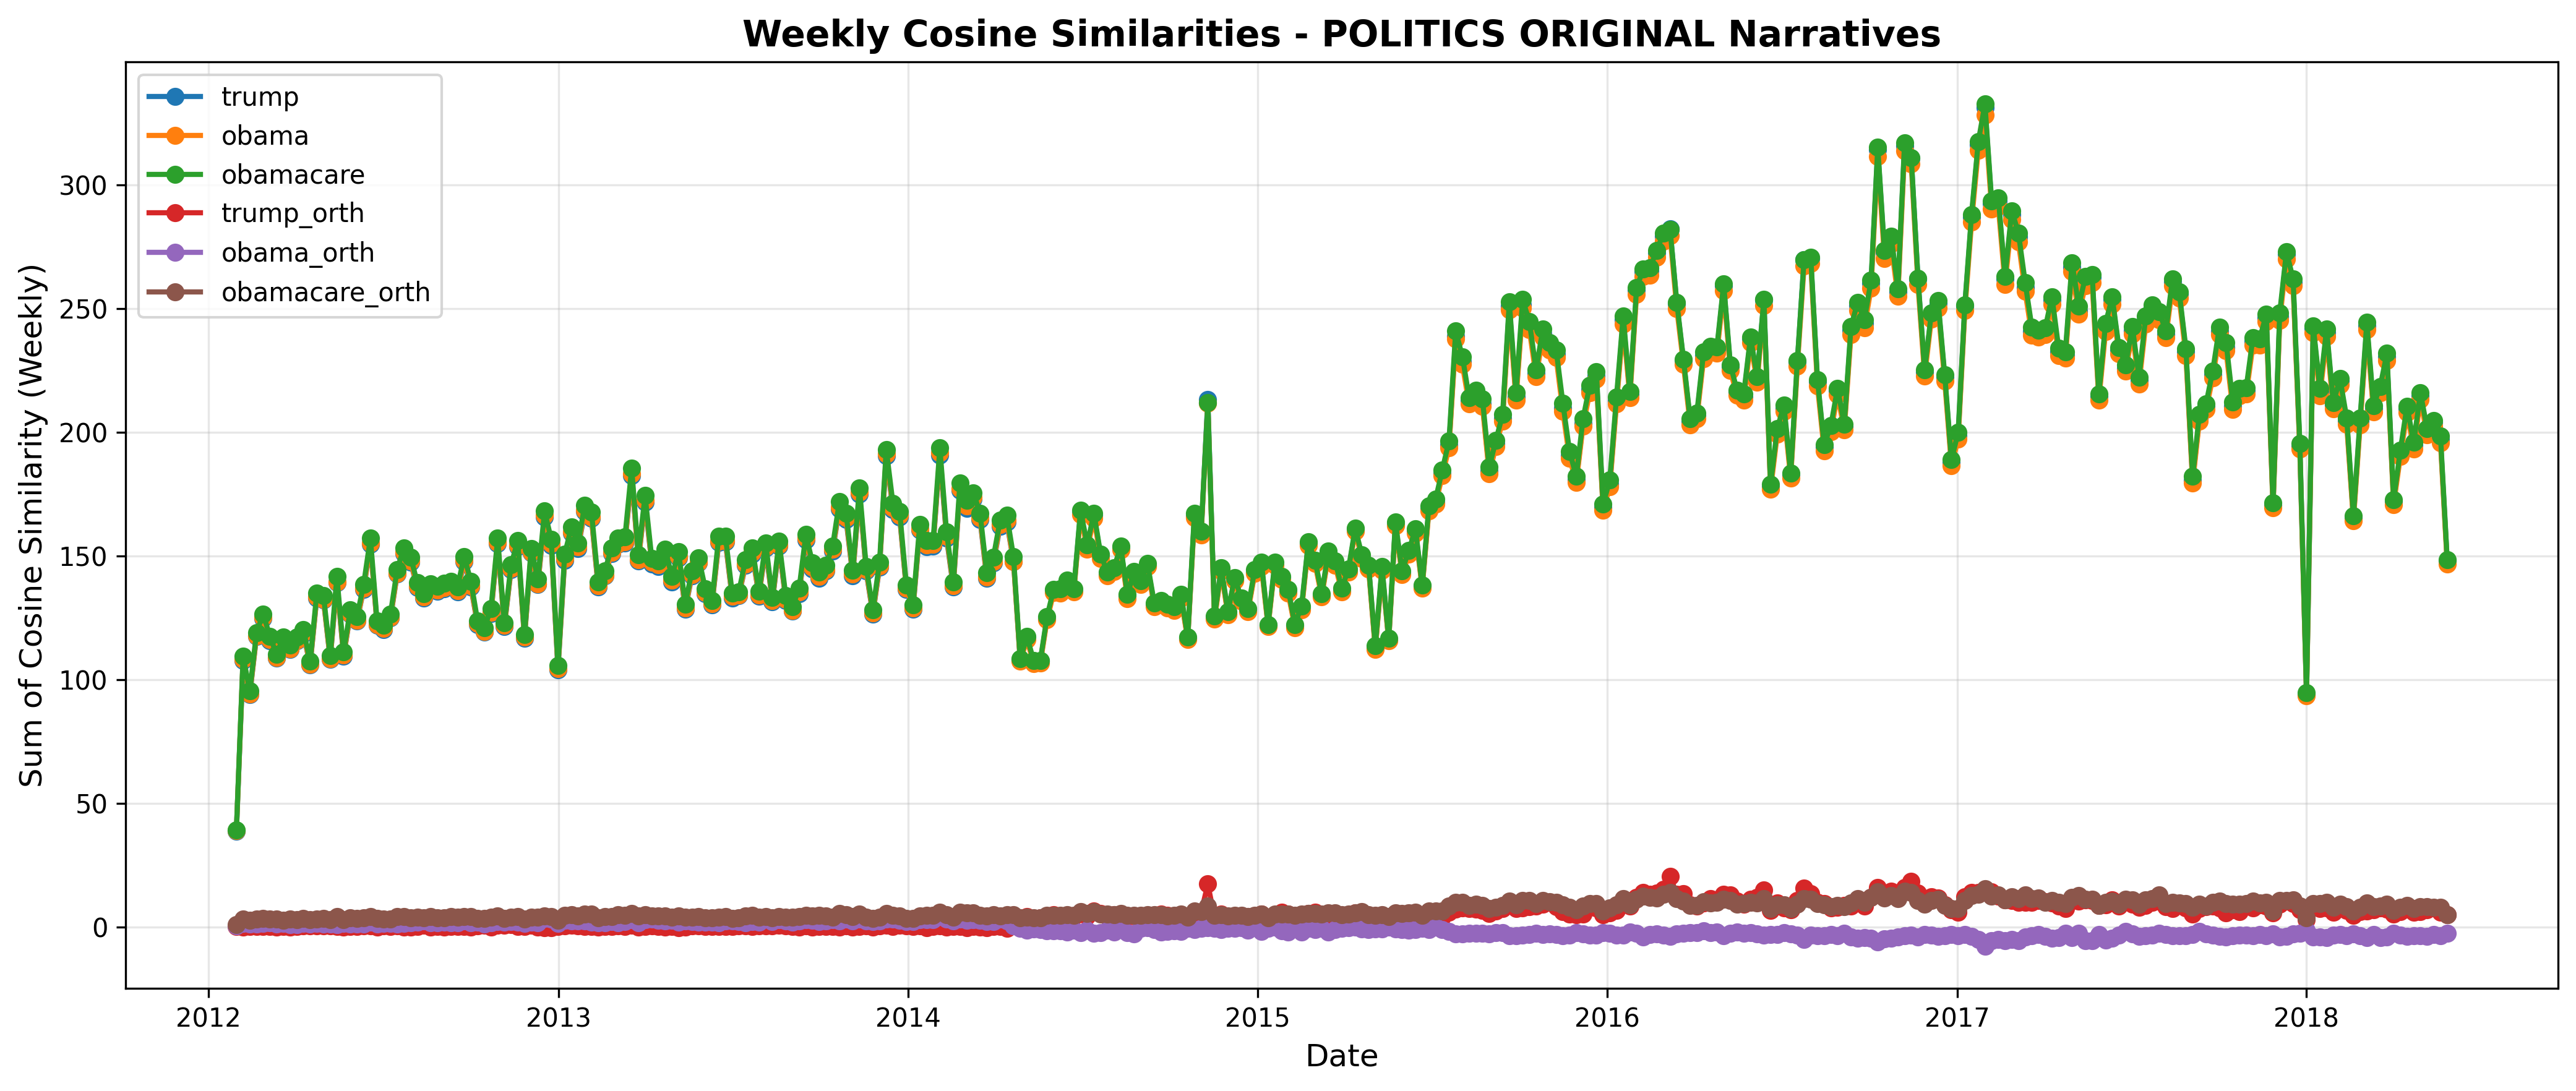 Weekly Cosine Similarities - POLITICS ORIGINAL Narratives
trump
obama
obamacare
trump_orth
obama_orth
obamacare_orth
Sum of Cosine Similarity (Weekly)
300
250
200
150
100
50
0
2012
2013
2014
2015
2016
2017
2018
Date